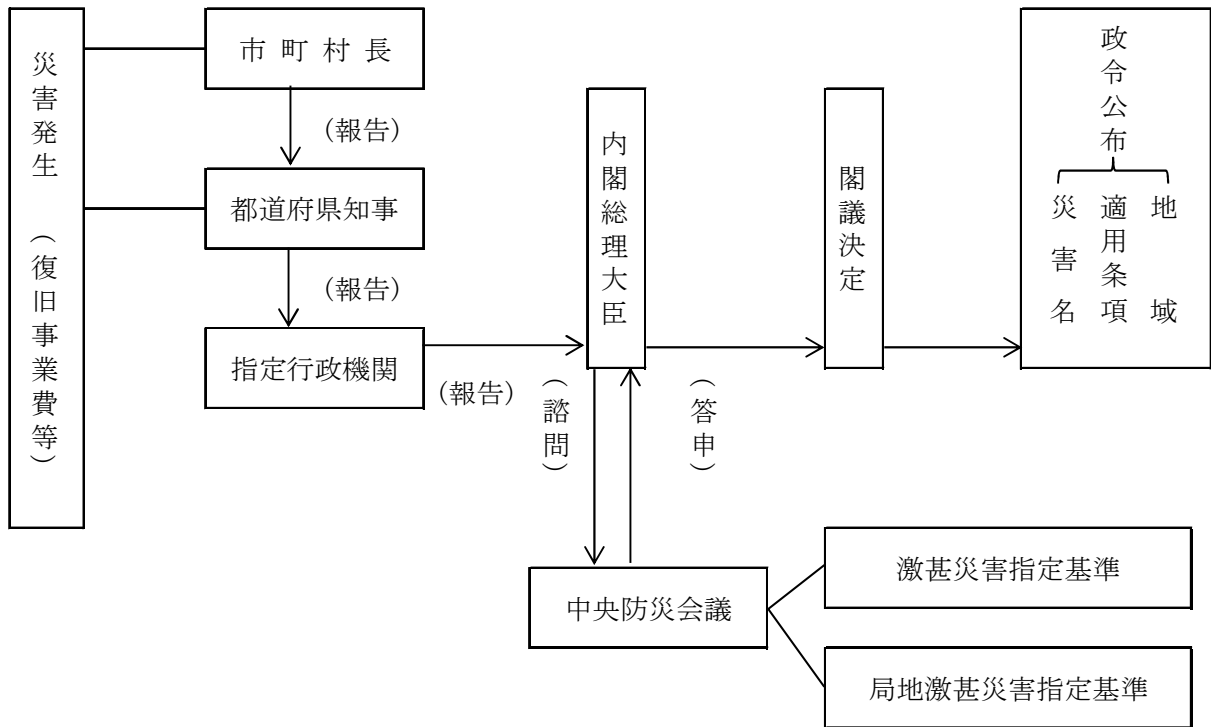 災害発生 （復旧事業費等）
市 町 村 長
（報告）
都道府県知事
（報告）
指定行政機関
（報告）
内閣総理大臣
（諮問）
（答申）
中央防災会議
激甚災害指定基準
局地激甚災害指定基準
閣議決定
政令公布
災害名
適用条項
地域